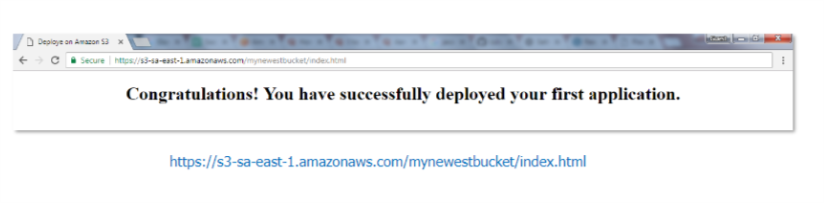 Deploye on Amazon S3
Secure https://s3-sa-east-1.amazonaws.com/mynewestbucket/index.html
Congratulations! You have successfully deployed your first application.
https://s3-sa-east-1.amazonaws.com/mynewestbucket/index.html